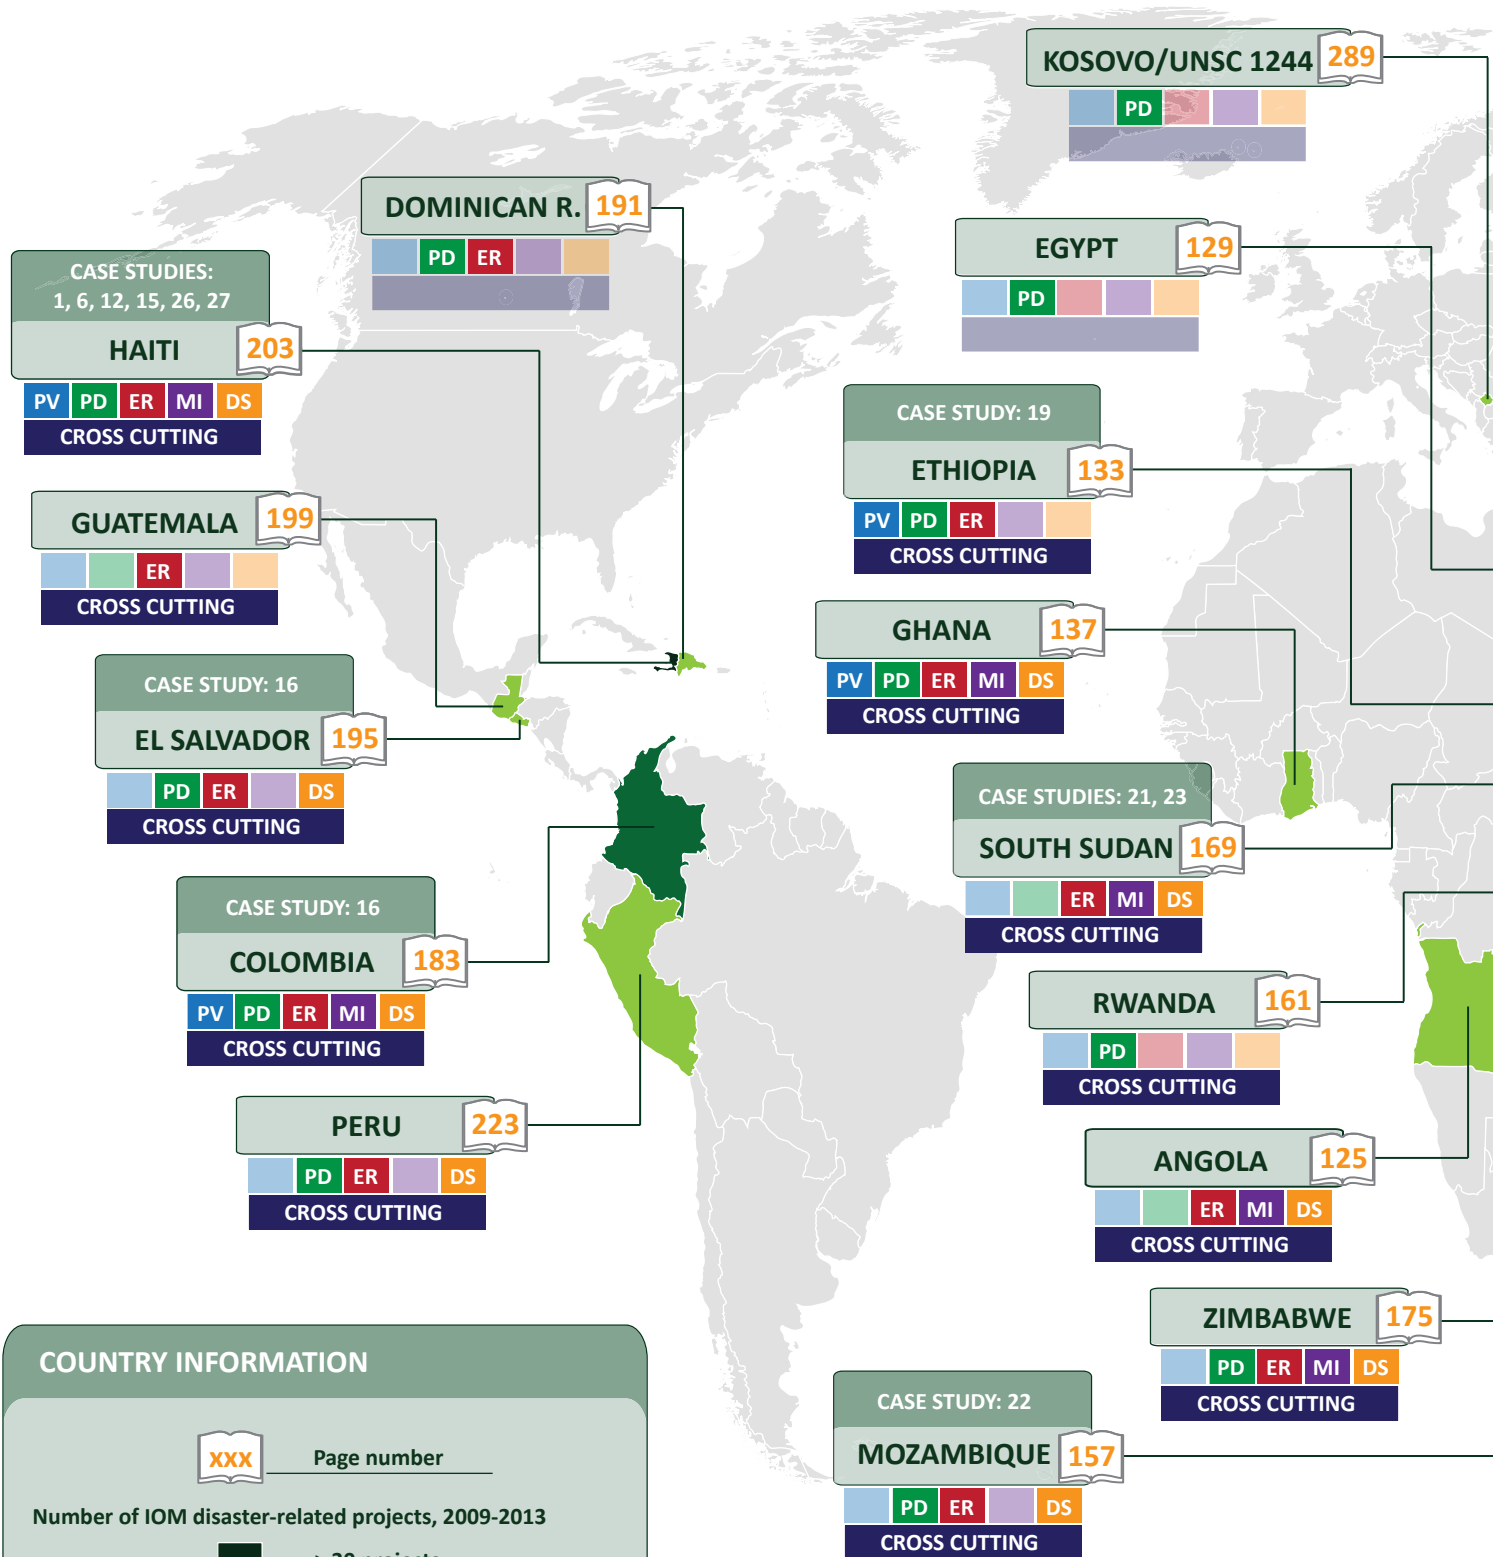 KOSOVO/UNSC 1244 289
PD
DOMINICAN R. 191
PD ER
EGYPT 129
PD
CASE STUDIES:
1, 6, 12, 15, 26, 27
HAITI 203
PV PD ER MI DS
CROSS CUTTING
CASE STUDY: 19
ETHIOPIA 133
PV PD ER
CROSS CUTTING
GUATEMALA 199
ER
CROSS CUTTING
GHANA 137
PV PD ER MI DS
CROSS CUTTING
CASE STUDY: 16
EL SALVADOR 195
PD ER DS
CROSS CUTTING
CASE STUDIES: 21, 23
SOUTH SUDAN 169
ER MI DS
CROSS CUTTING
CASE STUDY: 16
COLOMBIA 183
PV PD ER MI DS
CROSS CUTTING
RWANDA 161
PD
CROSS CUTTING
PERU 223
PD ER DS
CROSS CUTTING
ANGOLA 125
ER MI DS
CROSS CUTTING
ZIMBABWE 175
PD ER MI DS
CROSS CUTTING
CASE STUDY: 22
MOZAMBIQUE 157
PD ER DS
CROSS CUTTING
COUNTRY INFORMATION
xxx Page number
Number of IOM disaster-related projects, 2009-2013